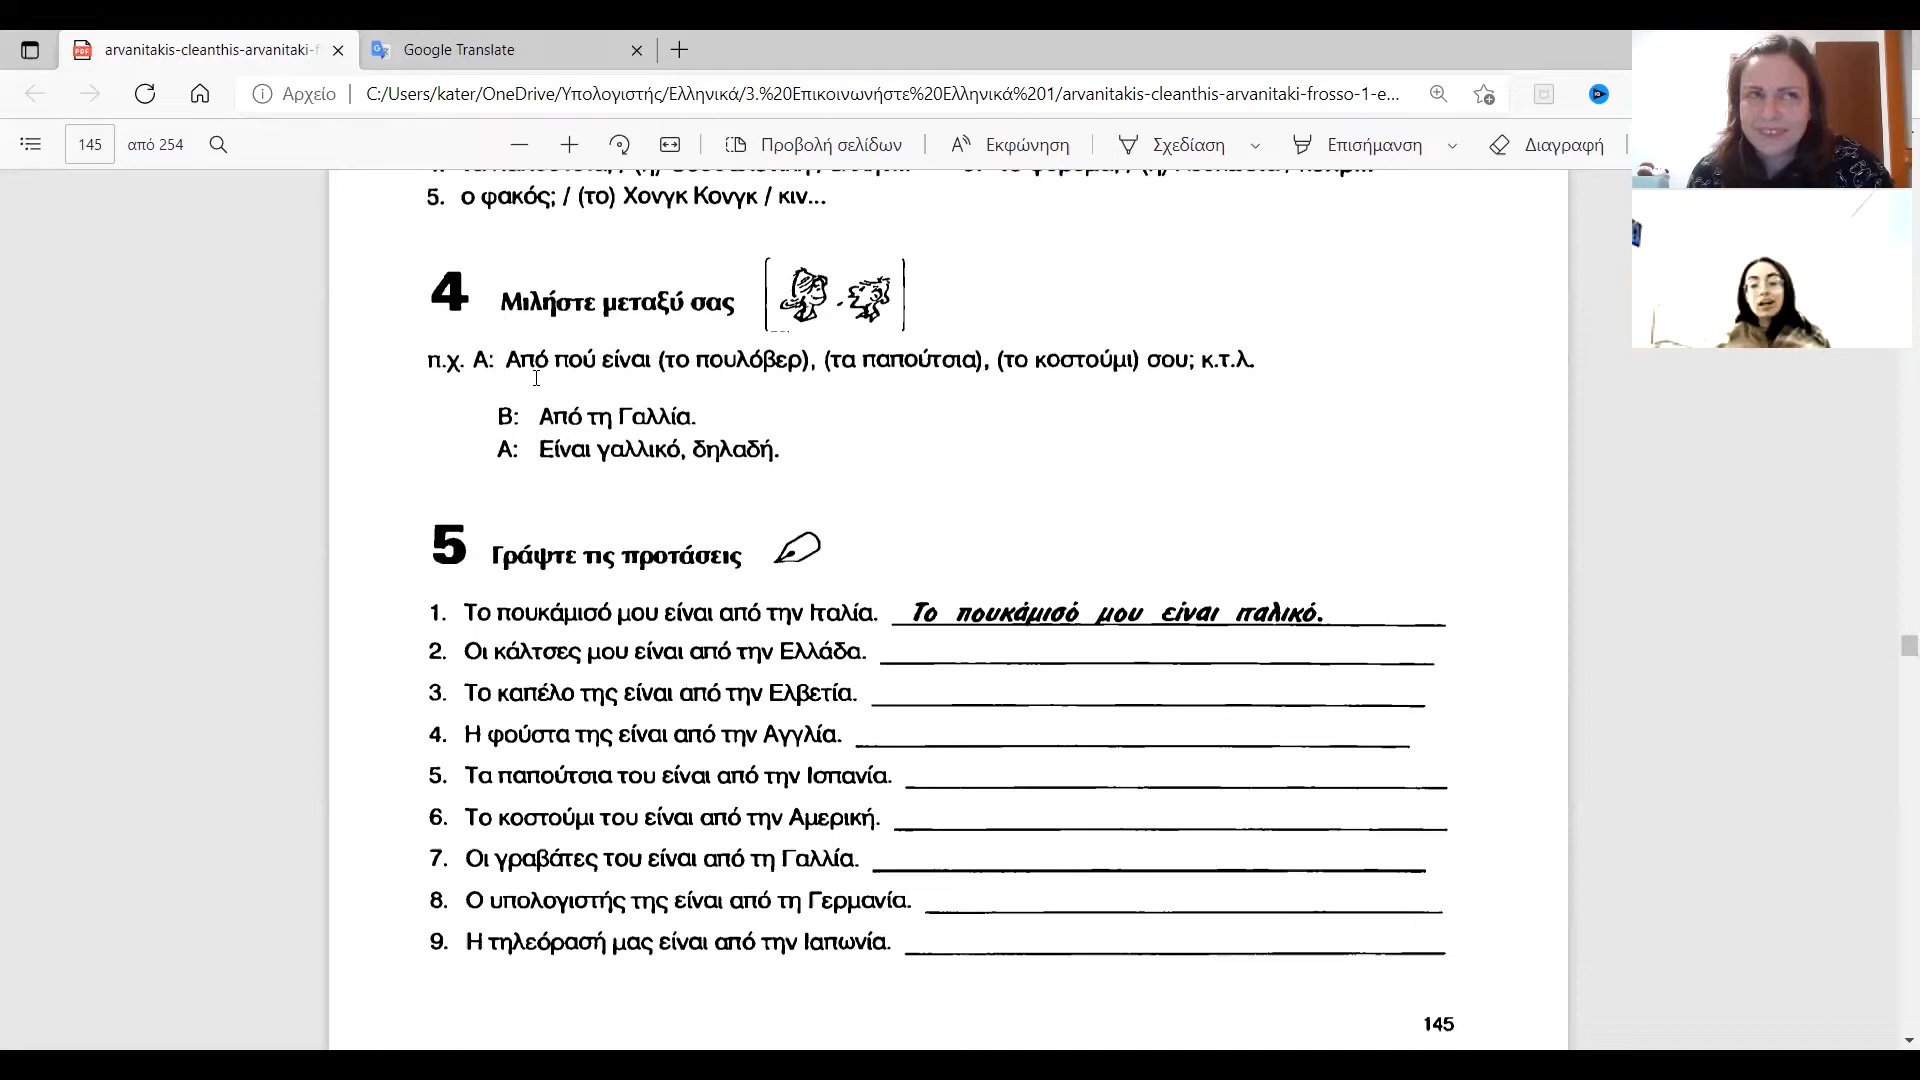 arvanitakis-cleanthis-arvanitaki-f
Google Translate
Αρχείο
C:/Users/kater/OneDrive/Υπολογιστής/Ελληνικά/3.%20Επικοινωνήστε%20Ελληνικά%201/arvanitakis-cleanthis-arvanitaki-frosso-1-e...
145 από 254
Προβολή σελίδων
Εκφώνηση
Σχεδίαση
Επισήμανση
Διαγραφή
5. ο φακός; / (το) Χονγκ Κονγκ / κιν...
4 Μιλήστε μεταξύ σας
π.χ. Α: Από πού είναι (το πουλόβερ), (τα παπούτσια), (το κοστούμι) σου; κ.τ.λ.
Β: Από τη Γαλλία.
Α: Είναι γαλλικό, δηλαδή.
5 Γράψτε τις προτάσεις
1. Το πουκάμισό μου είναι από την Ιταλία. Το πουκάμισό μου είναι ιταλικό.
2. Οι κάλτσες μου είναι από την Ελλάδα.
3. Το καπέλο της είναι από την Ελβετία.
4. Η φούστα της είναι από την Αγγλία.
5. Τα παπούτσια του είναι από την Ισπανία.
6. Το κοστούμι του είναι από την Αμερική.
7. Οι γραβάτες του είναι από τη Γαλλία.
8. Ο υπολογιστής της είναι από τη Γερμανία.
9. Η τηλεόρασή μας είναι από την Ιαπωνία.
145